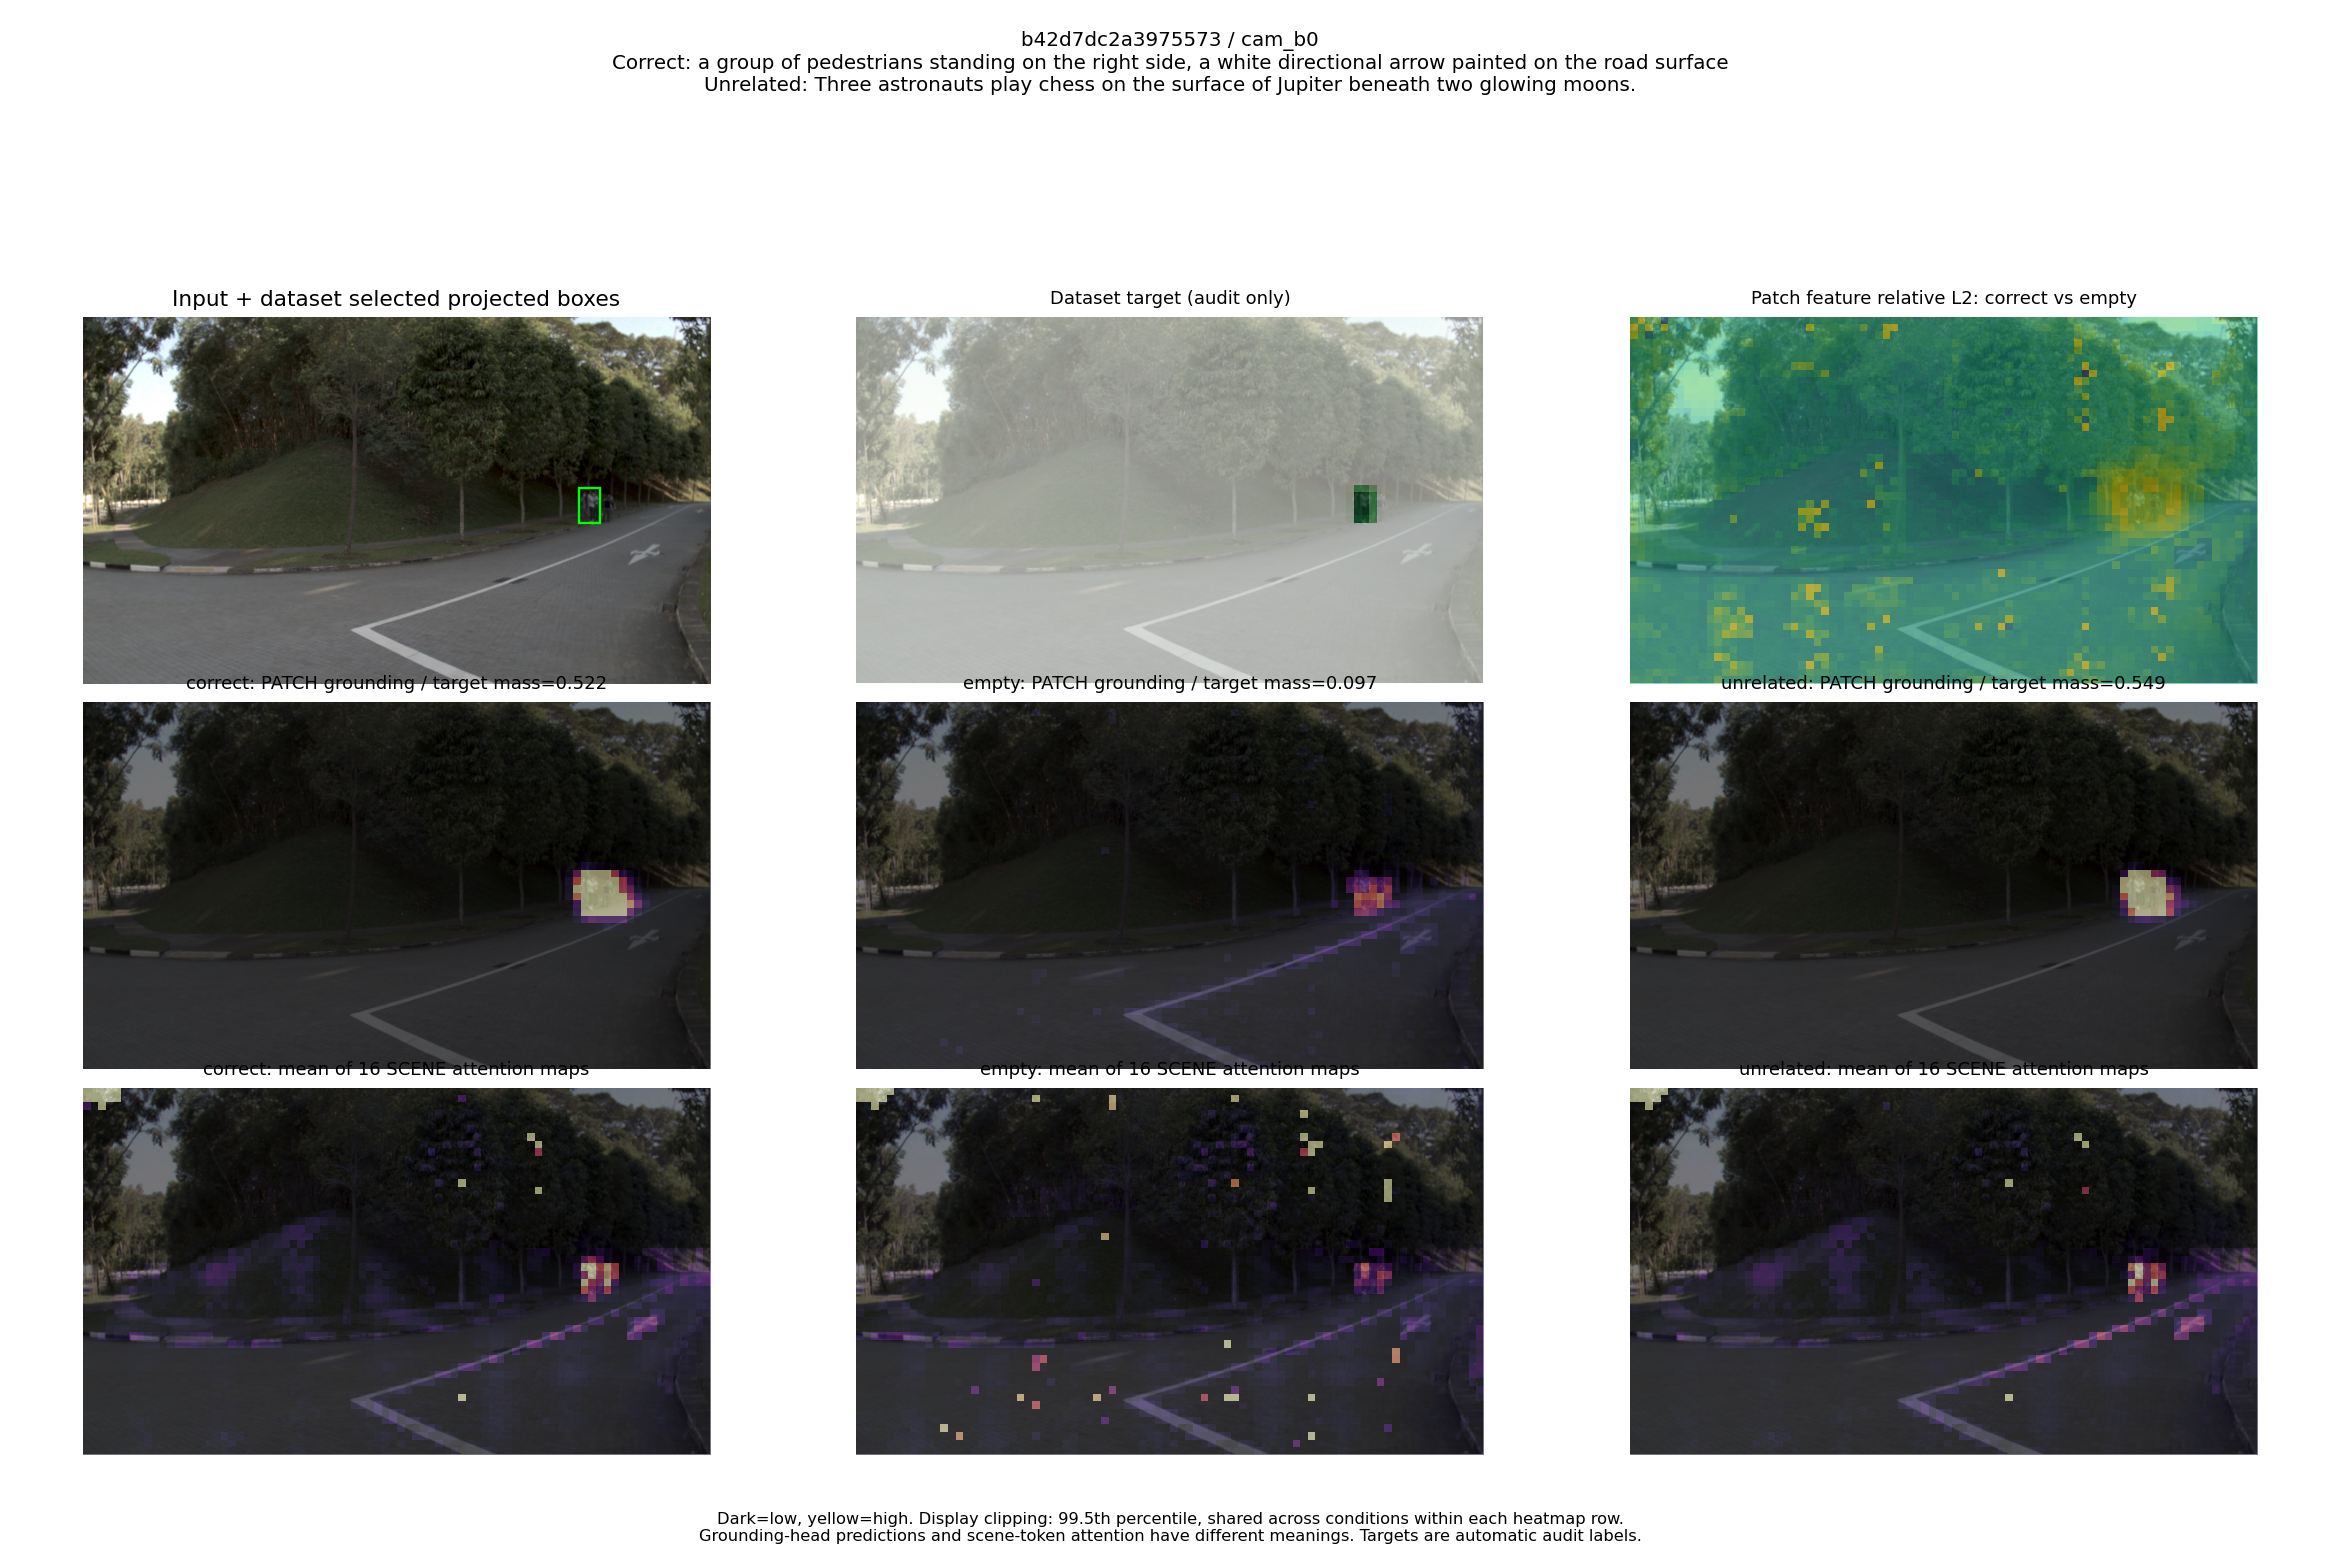 b42d7dc2a3975573 / cam_b0
Correct: a group of pedestrians standing on the right side, a white directional arrow painted on the road surface
Unrelated: Three astronauts play chess on the surface of Jupiter beneath two glowing moons.
Input + dataset selected projected boxes
Dataset target (audit only)
Patch feature relative L2: correct vs empty
correct: PATCH grounding / target mass=0.522
empty: PATCH grounding / target mass=0.097
unrelated: PATCH grounding / target mass=0.549
correct: mean of 16 SCENE attention maps
empty: mean of 16 SCENE attention maps
unrelated: mean of 16 SCENE attention maps
Dark=low, yellow=high. Display clipping: 99.5th percentile, shared across conditions within each heatmap row.
Grounding-head predictions and scene-token attention have different meanings. Targets are automatic audit labels.